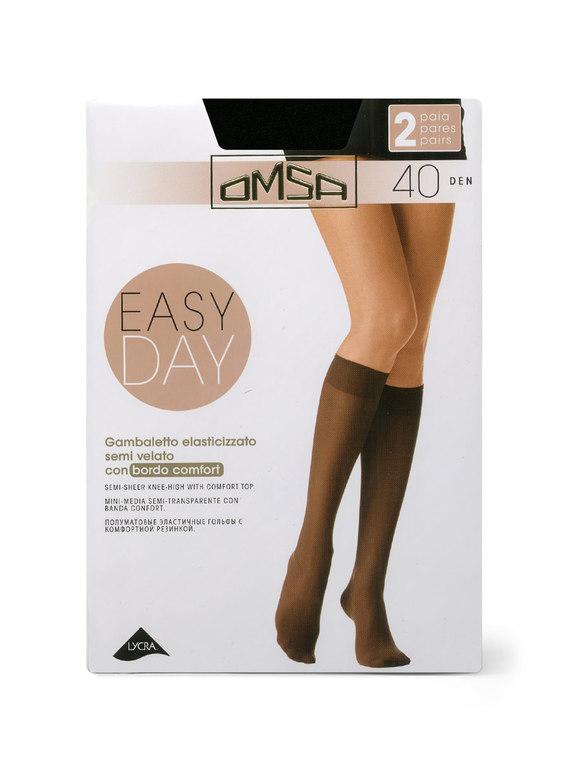 2 paia
pares
pairs
OMSA
40 DEN
EASY
DAY
Gambaletto elasticizzato
semi velato
con bordo comfort
SEMI-SHEER KNEE-HIGH WITH COMFORT TOP.
MINI-MEDIA SEMI-TRANSPARENTE CON
BANDA CONFORT.
ПОЛУМАТОВЫЕ ЭЛАСТИЧНЫЕ ГОЛЬФЫ С
КОМФОРТНОЙ РЕЗИНКОЙ.
LYCRA.